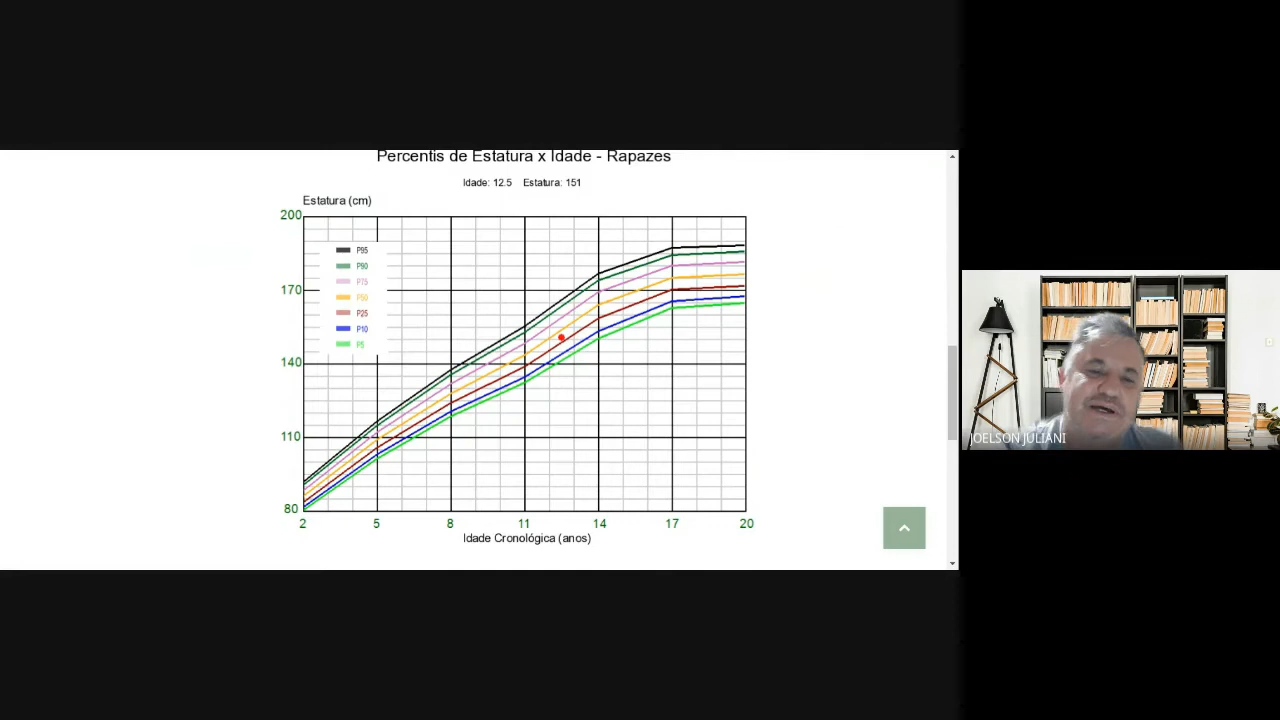 Percentis de Estatura x Idade - Rapazes
Idade: 12.5 Estatura: 151
Estatura (cm)
200
170
140
110
80
P95
P90
P75
P50
P25
P10
P5
2 5 8 11 14 17 20
Idade Cronológica (anos)
JOELSON JULIANI